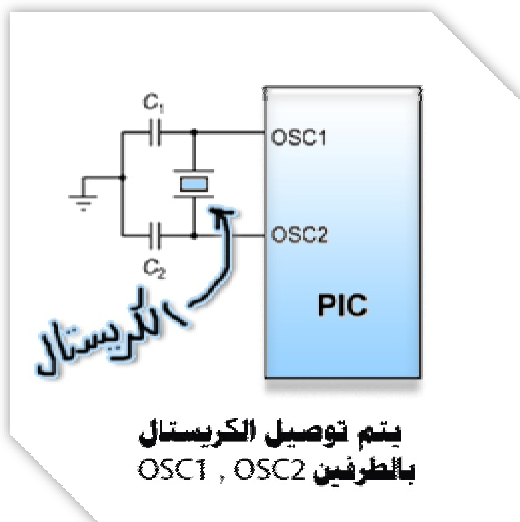 C1
OSC1
OSC2
C2
PIC
الكريستال
يتم توصيل الكريستال
بالطرفين OSC1 , OSC2